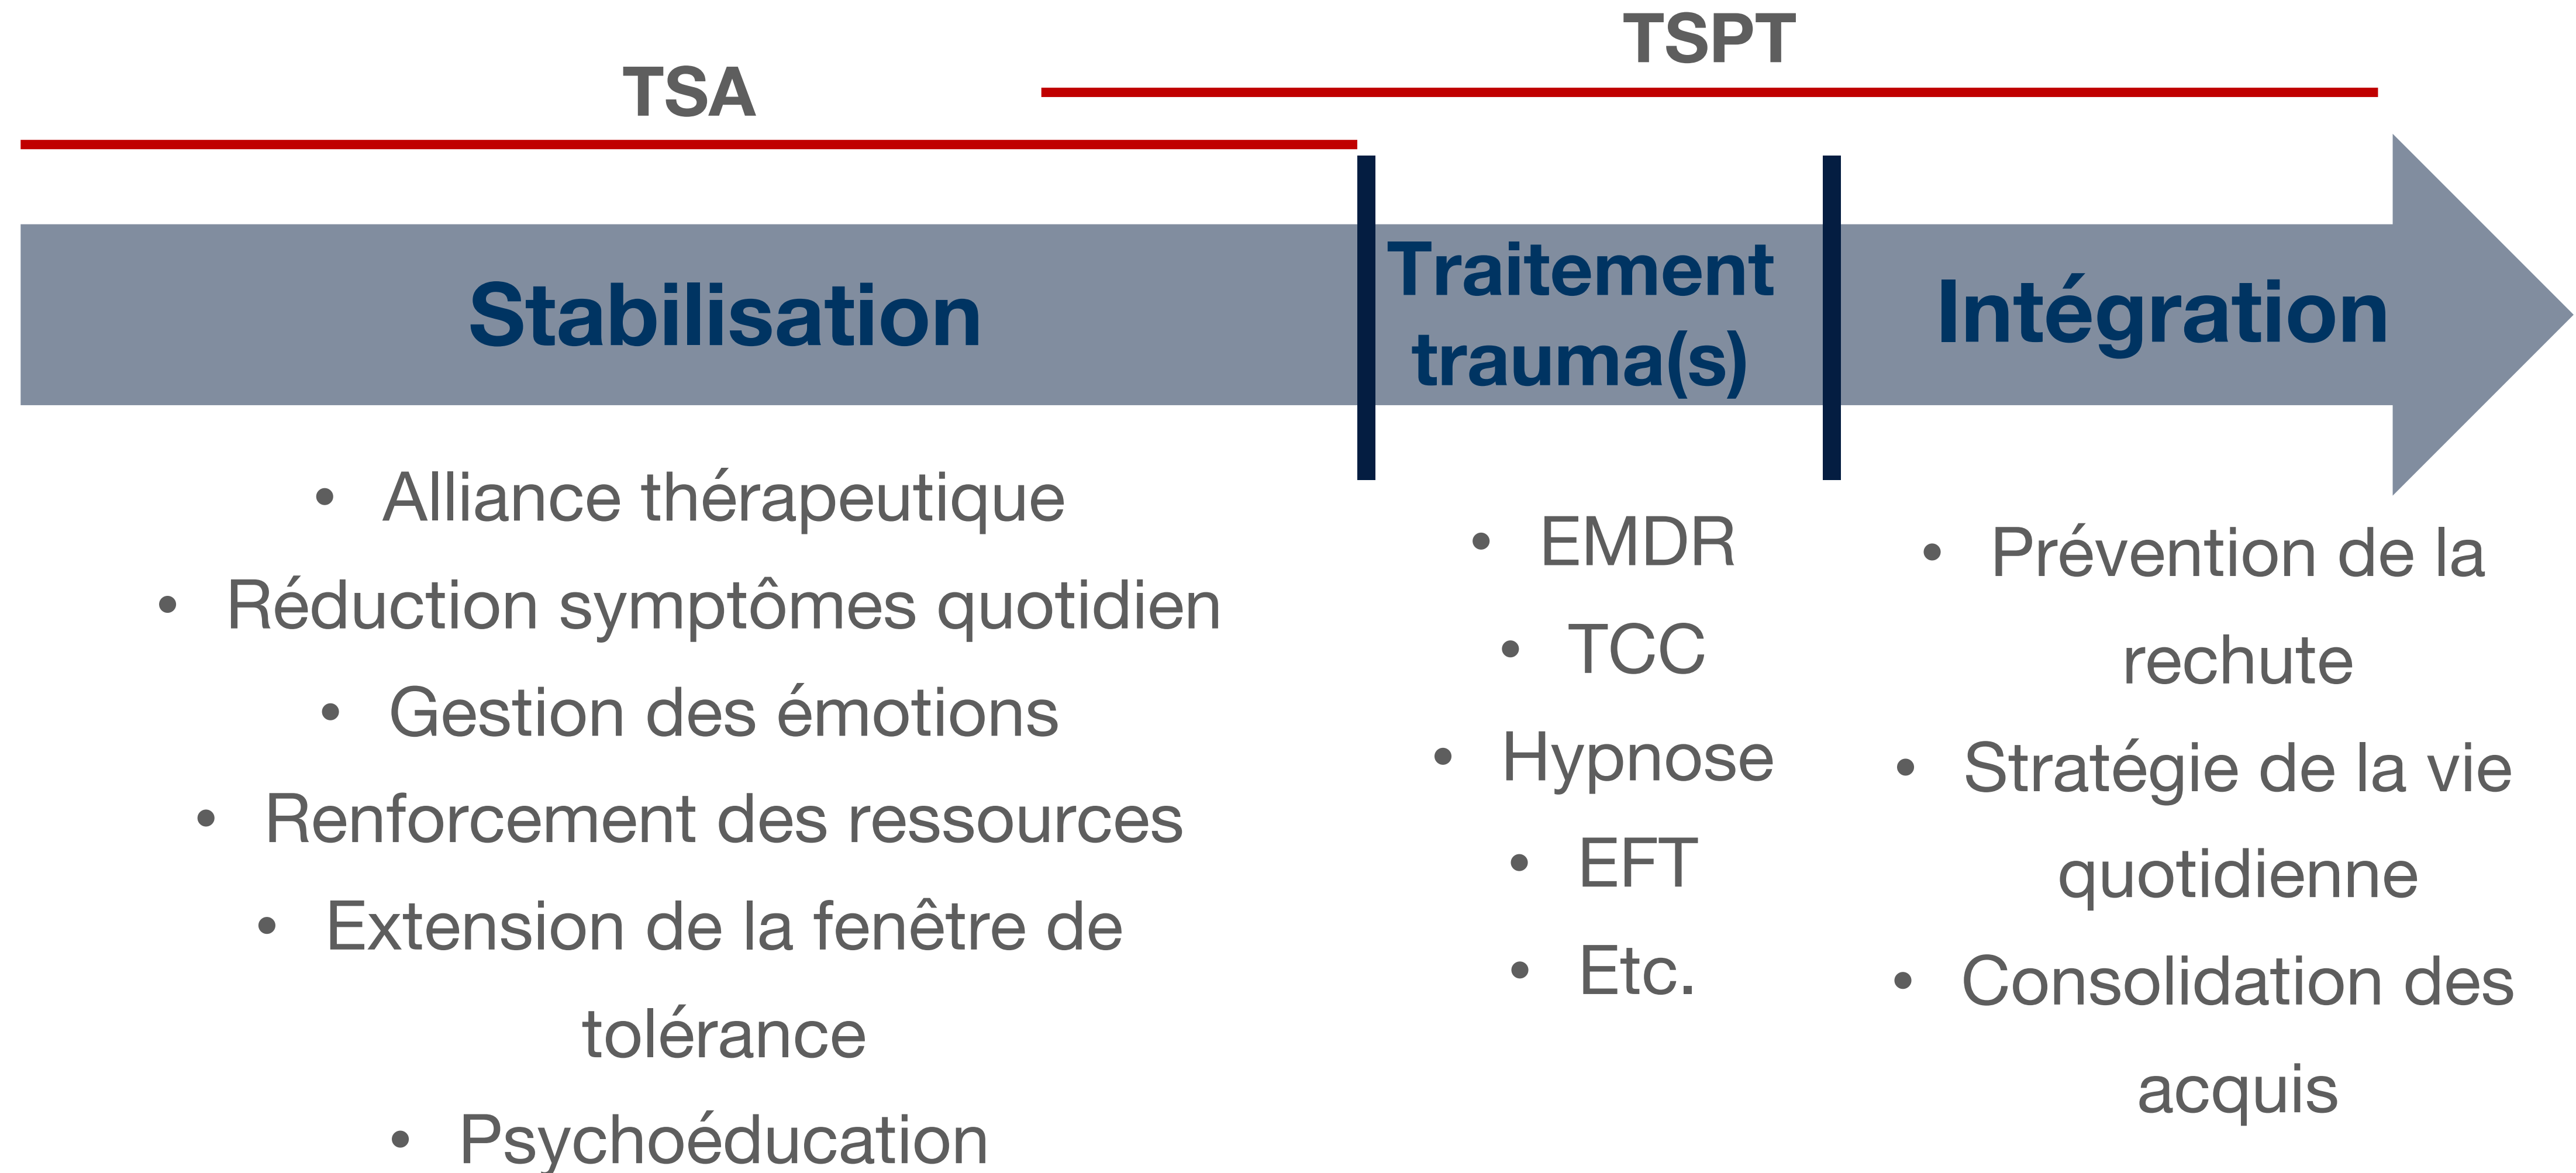 TSPT
TSA
Stabilisation
Traitement
trauma(s)
Intégration
• Alliance thérapeutique
• Réduction symptômes quotidien
• Gestion des émotions
• Renforcement des ressources
• Extension de la fenêtre de
tolérance
• Psychoéducation
• EMDR
• TCC
• Hypnose
• EFT
• Etc.
• Prévention de la
rechute
• Stratégie de la vie
quotidienne
• Consolidation des
acquis